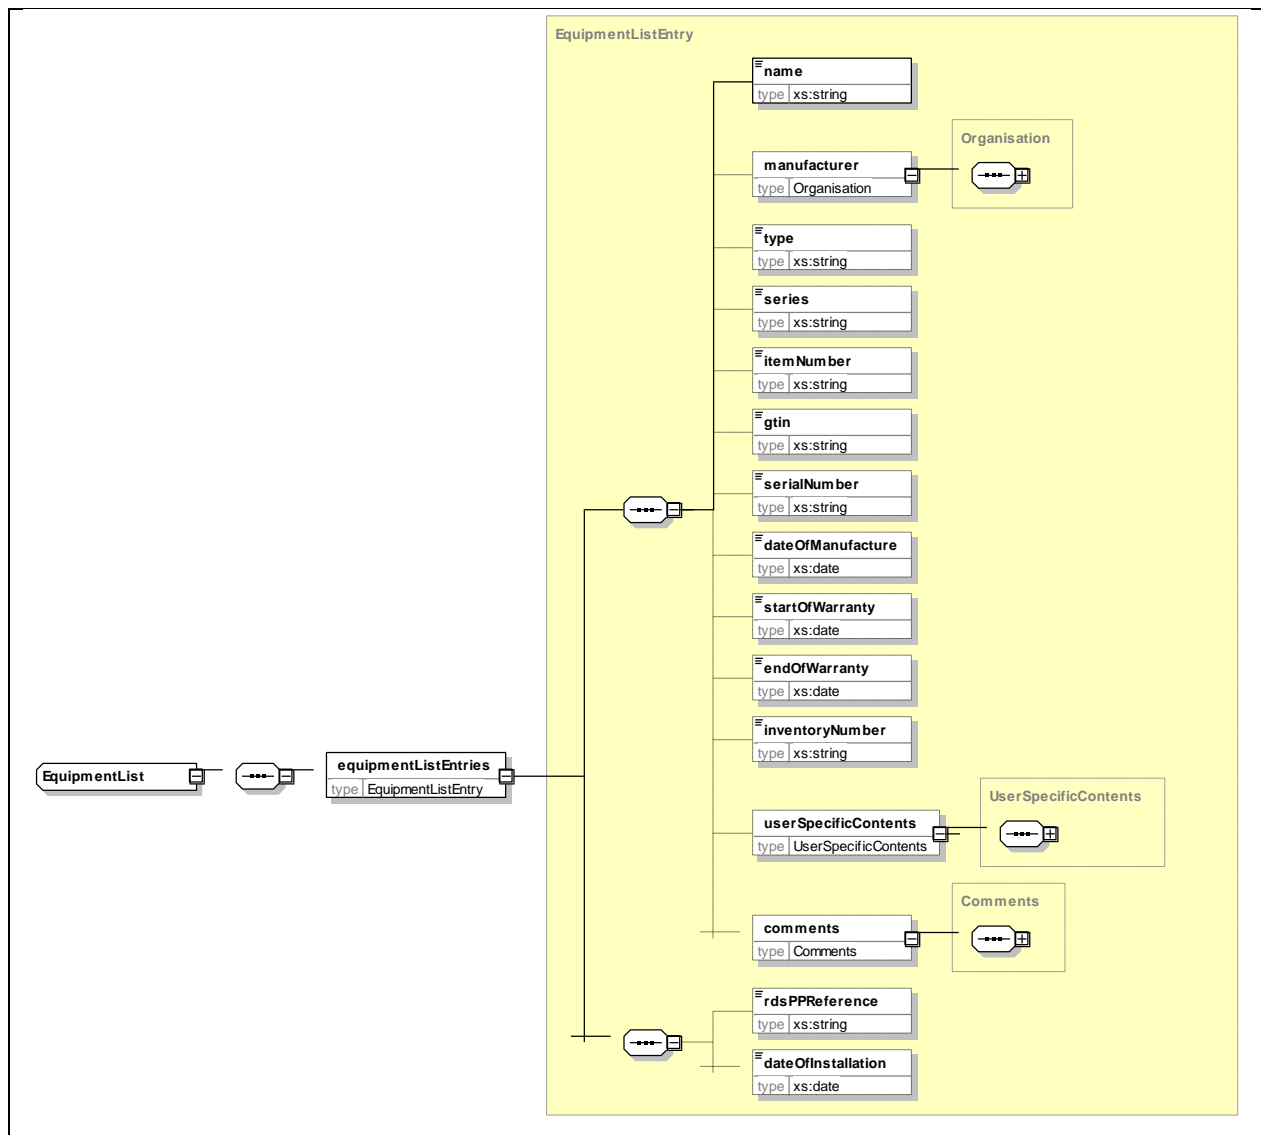 EquipmentListEntry
name
type xs:string
manufacturer
type Organisation
Organisation
type
type xs:string
series
type xs:string
itemNumber
type xs:string
gtin
type xs:string
serialNumber
type xs:string
dateOfManufacture
type xs:date
startOfWarranty
type xs:date
endOfWarranty
type xs:date
inventoryNumber
type xs:string
EquipmentList
equipmentListEntries
type EquipmentListEntry
userSpecificContents
type UserSpecificContents
UserSpecificContents
comments
type Comments
Comments
rdsPPReference
type xs:string
dateOfInstallation
type xs:date